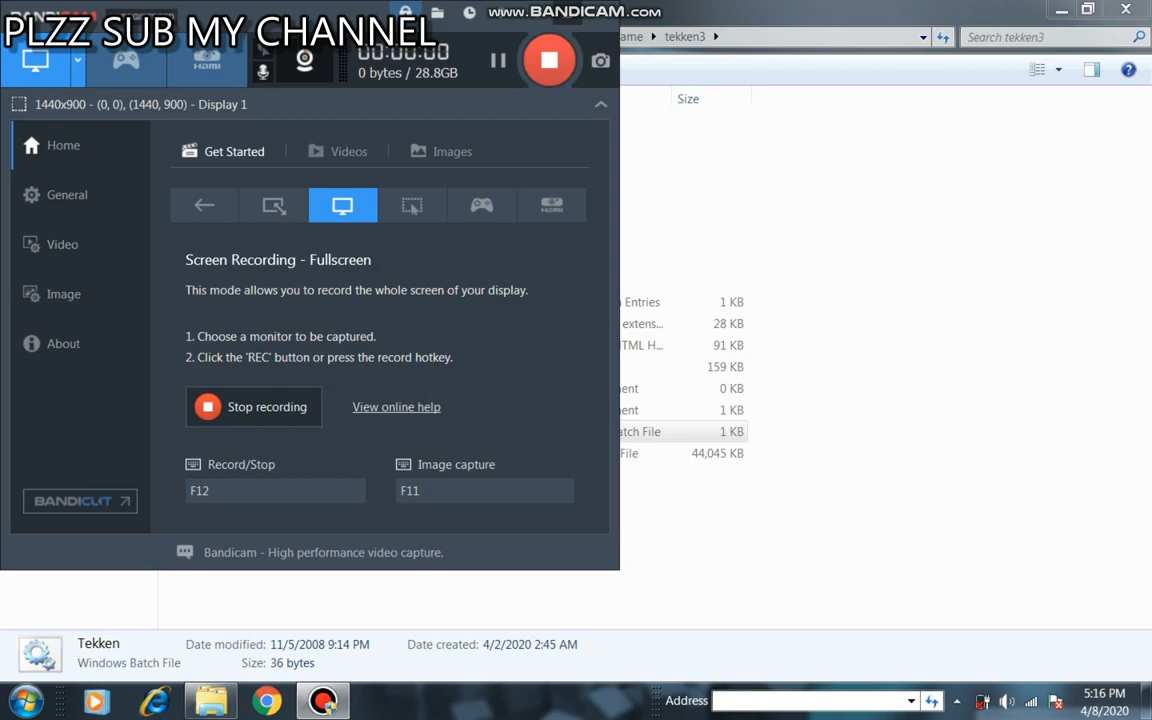 www.BANDICAM.com
PLZZ SUB MY CHANNEL
ame
tekken3
Search tekken3
HDMI
00:00:00
0 bytes / 28.8GB
1440x900 - (0, 0), (1440, 900) - Display 1
Size
Home
General
Video
Image
About
Get Started
Videos
Images
HDMI
Screen Recording - Fullscreen
This mode allows you to record the whole screen of your display.
1. Choose a monitor to be captured.
2. Click the 'REC' button or press the record hotkey.
Stop recording
View online help
Record/Stop
Image capture
F12
F11
BANDICUT
Bandicam - High performance video capture.
Entries 1 KB
extens... 28 KB
TML H... 91 KB
159 KB
ent 0 KB
ent 1 KB
atch File 1 KB
File 44,045 KB
Tekken
Date modified: 11/5/2008 9:14 PM
Date created: 4/2/2020 2:45 AM
Windows Batch File
Size: 36 bytes
Address
5:16 PM
4/8/2020